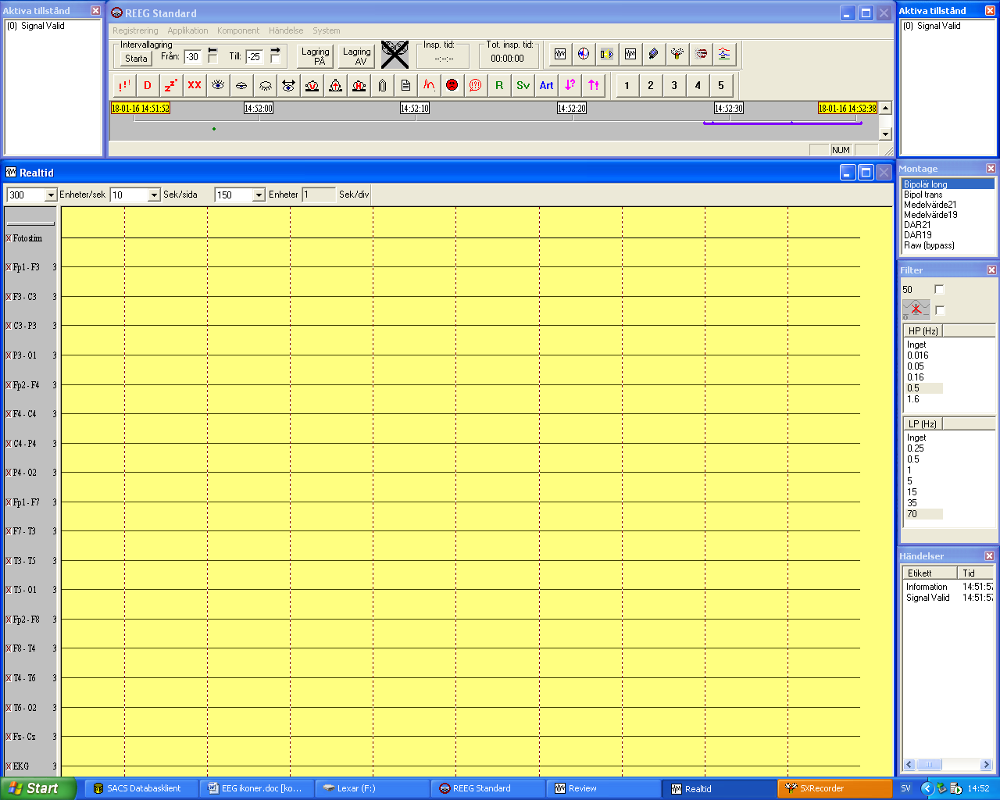 Aktiva tillstånd
(0) Signal Valid
REEG Standard
Registrering Applikation Komponent Händelse System
Intervallagring
Starta Från: -30 Till: -25
Lagring PÅ
Lagring AV
Insp. tid:
--:--:--
Tot. insp. tid:
00:00:00
!!! D zzz XX R Sv Art ? ! 1 2 3 4 5
18-01-16 14:51:52 14:52:00 14:52:10 14:52:20 14:52:30 18-01-16 14:52:38
NUM
Aktiva tillstånd
(0) Signal Valid
Realtid
300 Enheter/sek 10 Sek/sida 150 Enheter 1 Sek/div
X Fotostim
X Fp1 - F3 3
X F3 - C3 3
X C3 - P3 3
X P3 - O1 3
X Fp2 - F4 3
X F4 - C4 3
X C4 - P4 3
X P4 - O2 3
X Fp1 - F7 3
X F7 - T3 3
X T3 - T5 3
X T5 - O1 3
X Fp2 - F8 3
X F8 - T4 3
X T4 - T6 3
X T6 - O2 3
X Fz - Cz 3
X EKG 3
Montage
Bipolär long
Bipol trans
Medelvärde21
Medelvärde19
DAR21
DAR19
Raw (bypass)
Filter
50
HP (Hz)
Inget
0.016
0.05
0.16
0.5
1.6
LP (Hz)
Inget
0.25
0.5
1
5
15
35
70
Händelser
Etikett Tid
Information 14:51:57
Signal Valid 14:51:57
Start SACS Databasklient EEG ikoner.doc [ko... Lexar (F:) REEG Standard Review Realtid SXRecorder SV 14:52